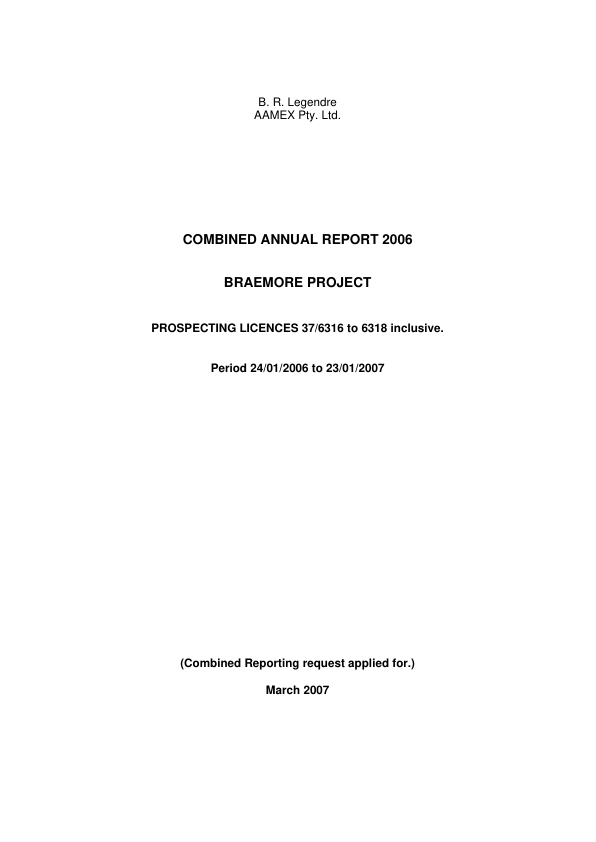 B. R. Legendre
AAMEX Pty. Ltd.
COMBINED ANNUAL REPORT 2006
BRAEMORE PROJECT
PROSPECTING LICENCES 37/6316 to 6318 inclusive.
Period 24/01/2006 to 23/01/2007
(Combined Reporting request applied for.)
March 2007